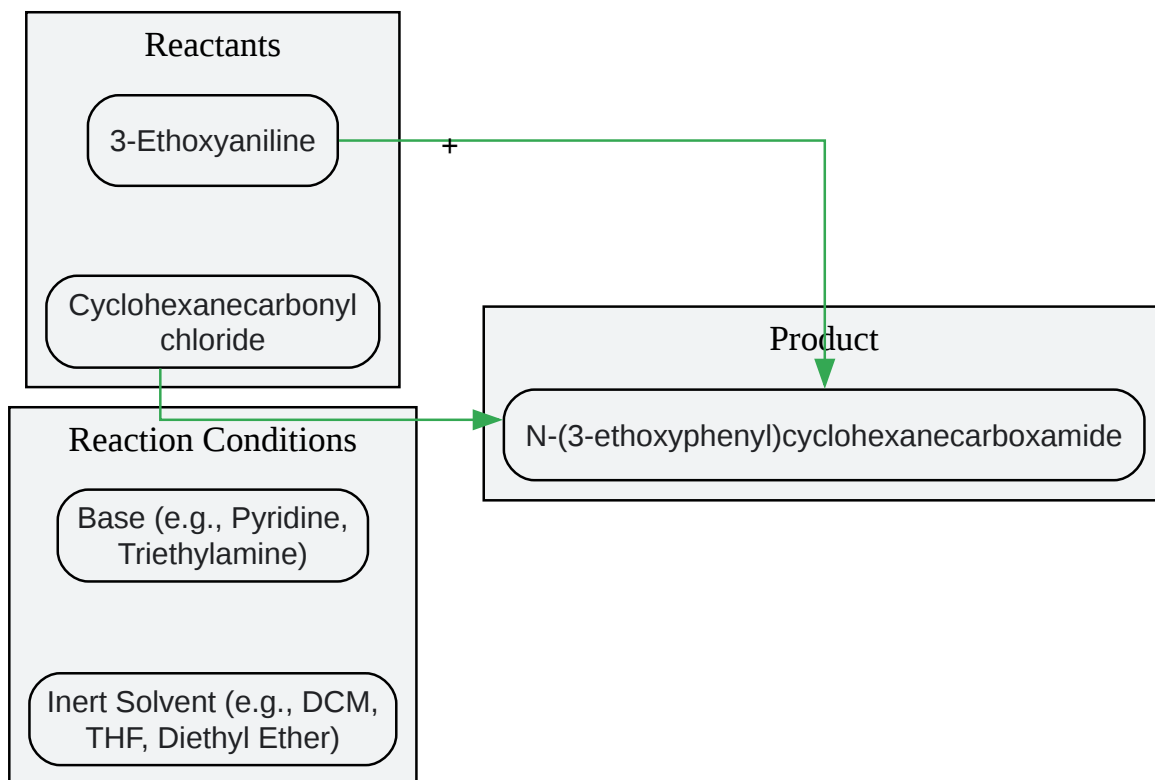 Reactants
3-Ethoxyaniline
+
Cyclohexanecarbonyl
chloride
Product
N-(3-ethoxyphenyl)cyclohexanecarboxamide
Reaction Conditions
Base (e.g., Pyridine,
Triethylamine)
Inert Solvent (e.g., DCM,
THF, Diethyl Ether)